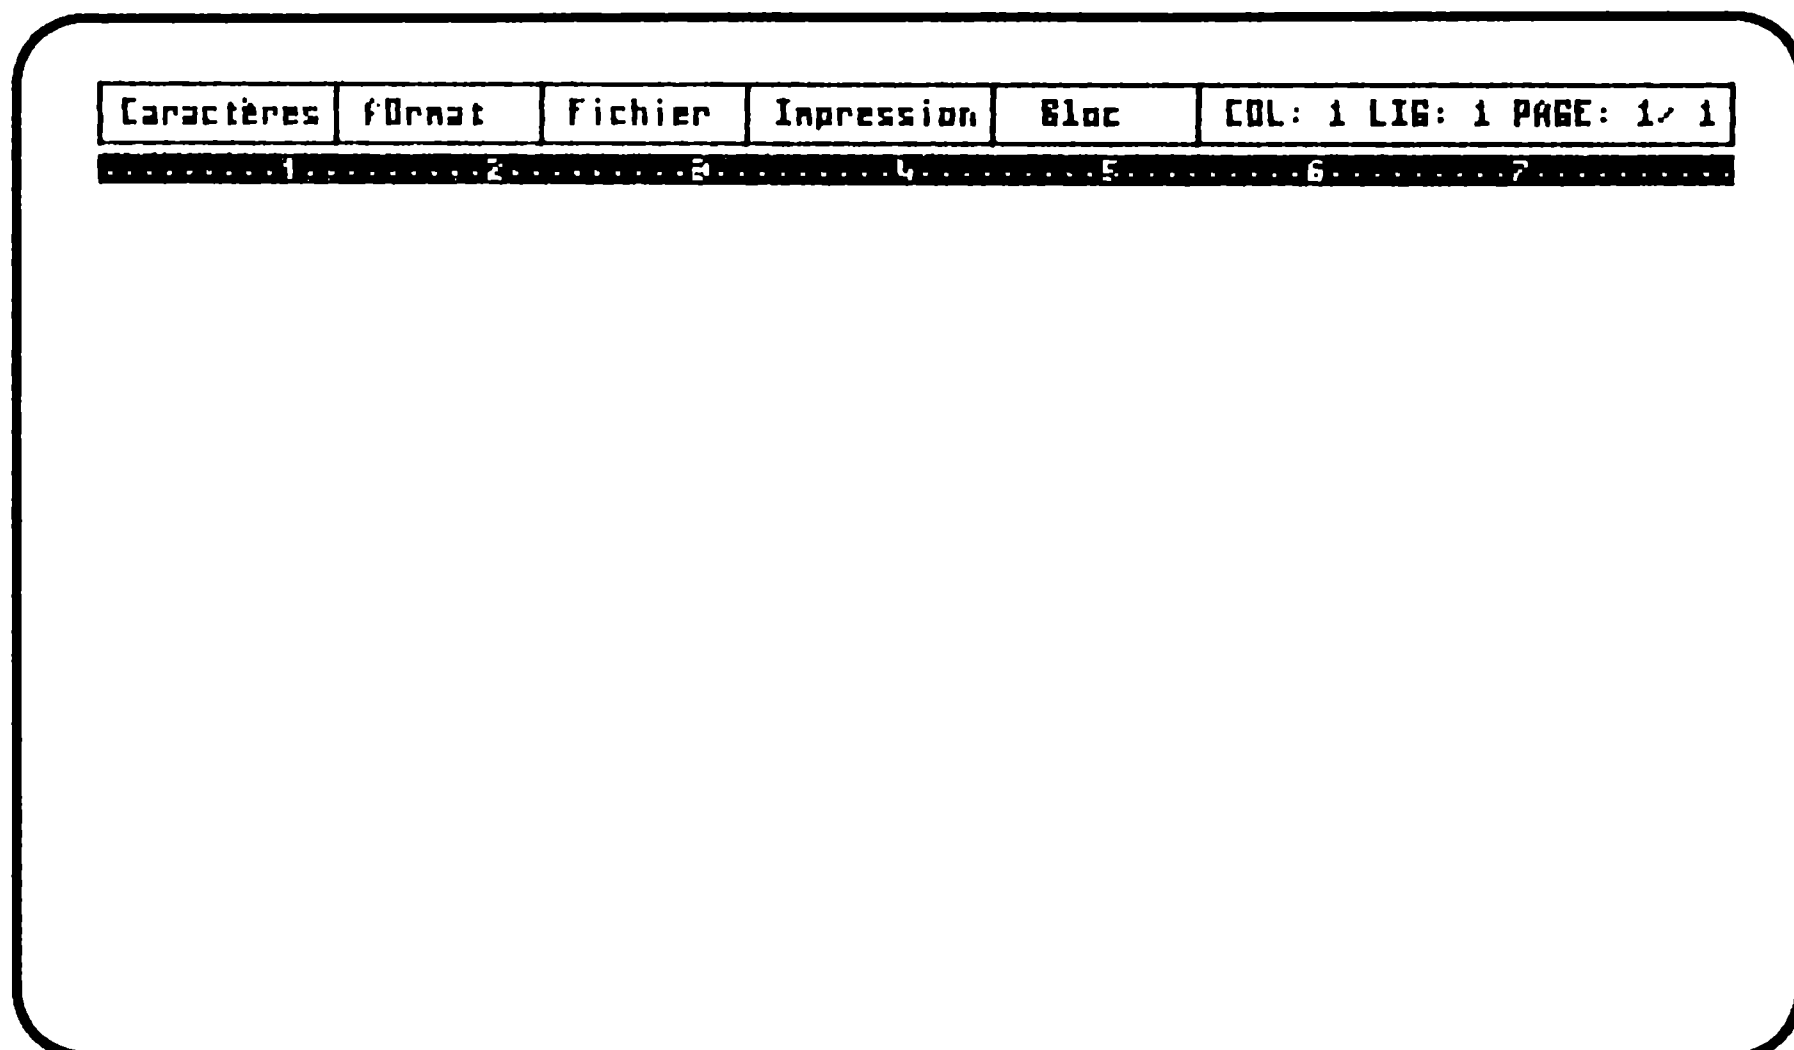 Caractères fOrmat Fichier Impression Bloc COL: 1 LIG: 1 PAGE: 1/ 1
.........1.........2.........3.........4.........5.........6.........7..........